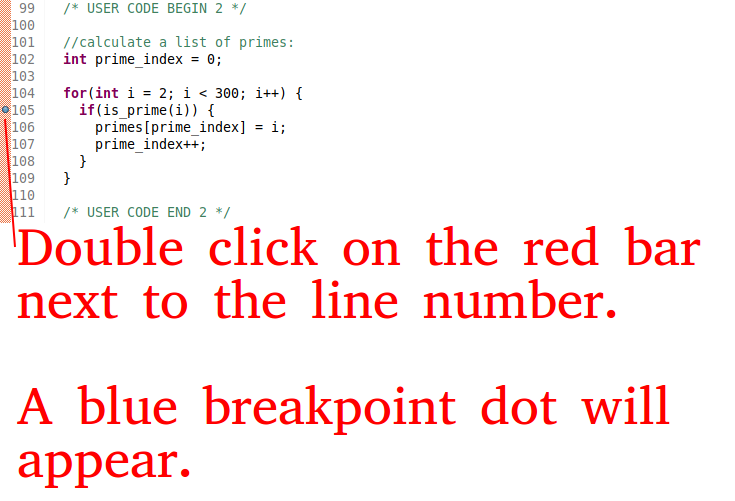 99 /* USER CODE BEGIN 2 */
100
101 //calculate a list of primes:
102 int prime_index = 0;
103
104 for(int i = 2; i < 300; i++) {
105 if(is_prime(i)) {
106 primes[prime_index] = i;
107 prime_index++;
108 }
109 }
110
111 /* USER CODE END 2 */
Double click on the red bar
next to the line number.
A blue breakpoint dot will
appear.